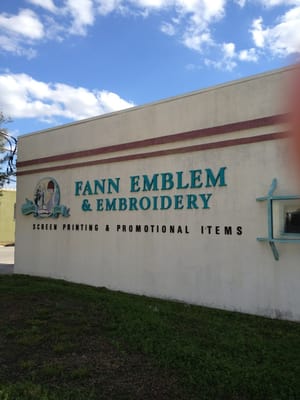 FANN EMBLEM
& EMBROIDERY
SCREEN PRINTING & PROMOTIONAL ITEMS